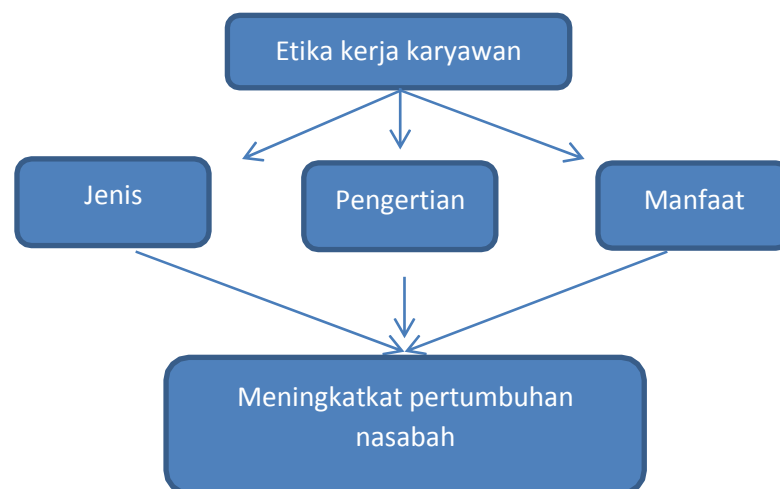 Etika kerja karyawan
Jenis
Pengertian
Manfaat
Meningkatkat pertumbuhan
nasabah